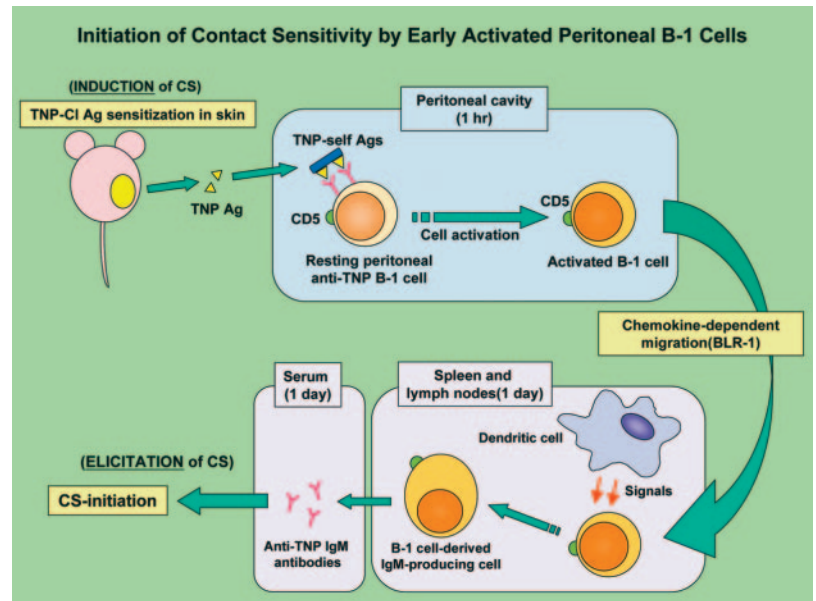 Initiation of Contact Sensitivity by Early Activated Peritoneal B-1 Cells
(INDUCTION of CS)
TNP-Cl Ag sensitization in skin
TNP Ag
Peritoneal cavity
(1 hr)
TNP-self Ags
CD5
Resting peritoneal
anti-TNP B-1 cell
Cell activation
CD5
Activated B-1 cell
Chemokine-dependent
migration(BLR-1)
Spleen and
lymph nodes(1 day)
Dendritic cell
Signals
B-1 cell-derived
IgM-producing cell
Serum
(1 day)
Anti-TNP IgM
antibodies
(ELICITATION of CS)
CS-initiation